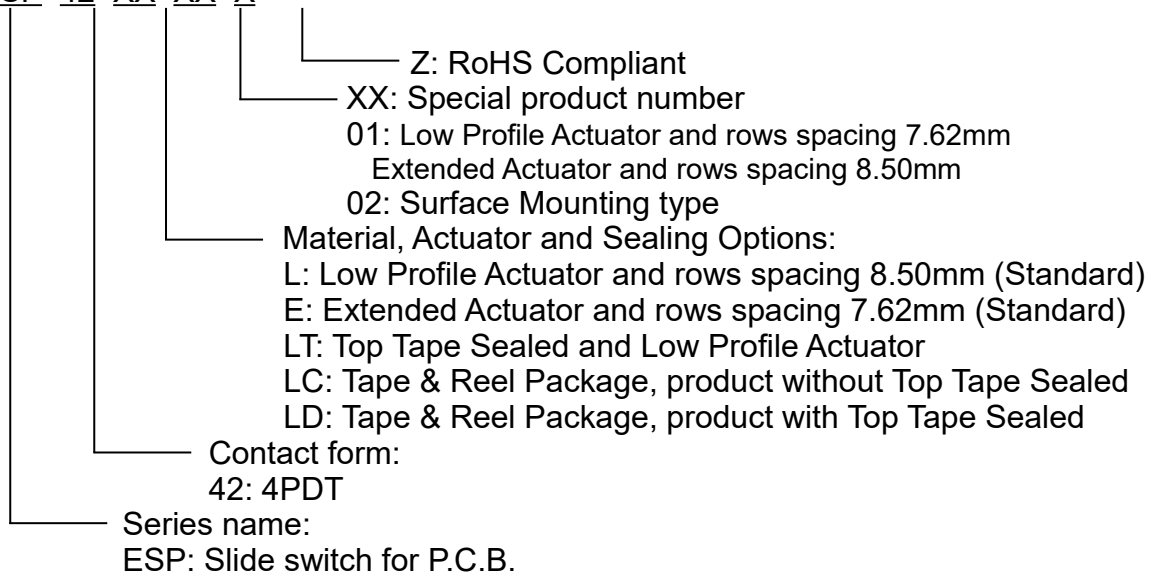 Z: RoHS Compliant
XX: Special product number
01: Low Profile Actuator and rows spacing 7.62mm
Extended Actuator and rows spacing 8.50mm
02: Surface Mounting type
Material, Actuator and Sealing Options:
L: Low Profile Actuator and rows spacing 8.50mm (Standard)
E: Extended Actuator and rows spacing 7.62mm (Standard)
LT: Top Tape Sealed and Low Profile Actuator
LC: Tape & Reel Package, product without Top Tape Sealed
LD: Tape & Reel Package, product with Top Tape Sealed
Contact form:
42: 4PDT
Series name:
ESP: Slide switch for P.C.B.